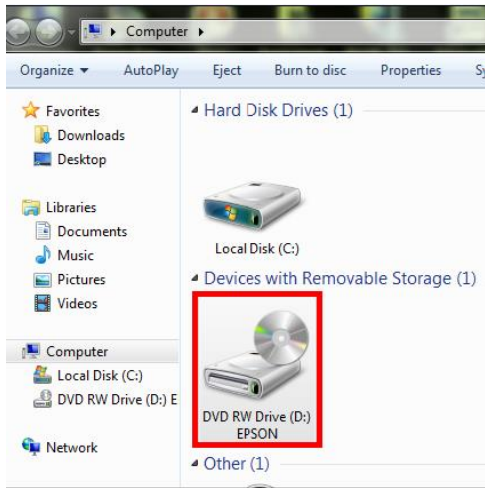 Computer
Organize AutoPlay Eject Burn to disc Properties
Favorites
Downloads
Desktop
Libraries
Documents
Music
Pictures
Videos
Computer
Local Disk (C:)
DVD RW Drive (D:) E
Network
Hard Disk Drives (1)
Local Disk (C:)
Devices with Removable Storage (1)
DVD RW Drive (D:)
EPSON
Other (1)